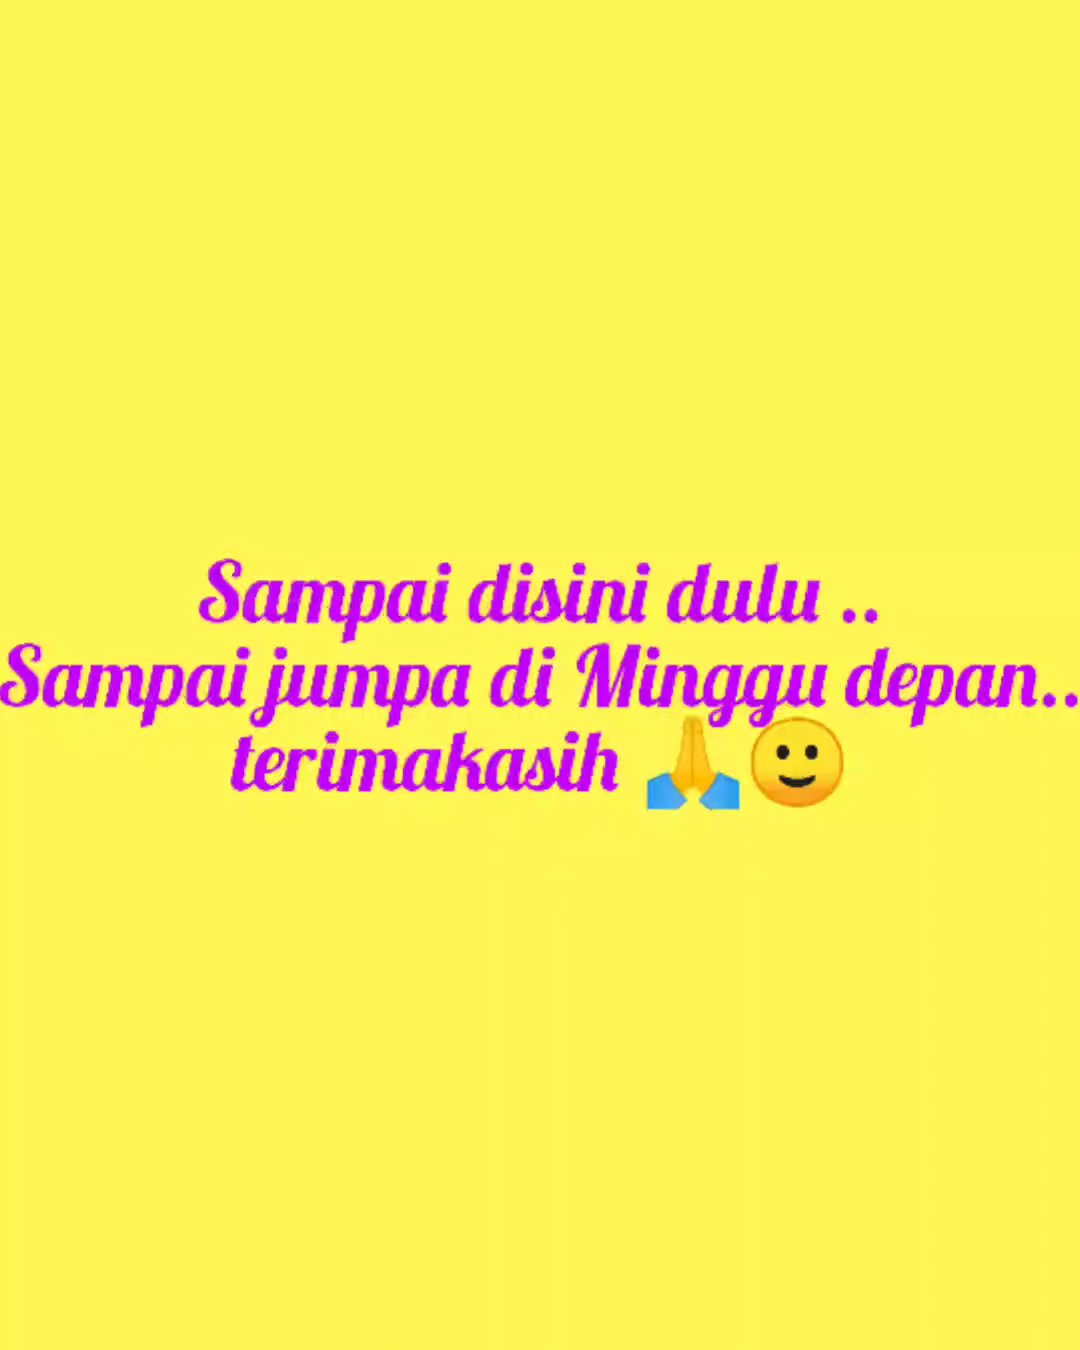 Sampai disini dulu ..
Sampai jumpa di Minggu depan..
terimakasih 🙏🙂